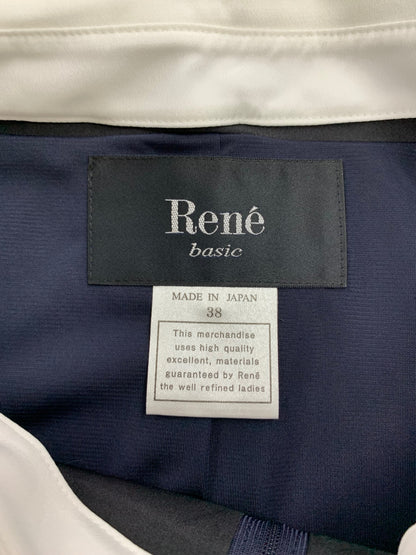 René
basic
MADE IN JAPAN
38
This merchandise
uses high quality
excellent, materials
guaranteed by René
the well refined ladies